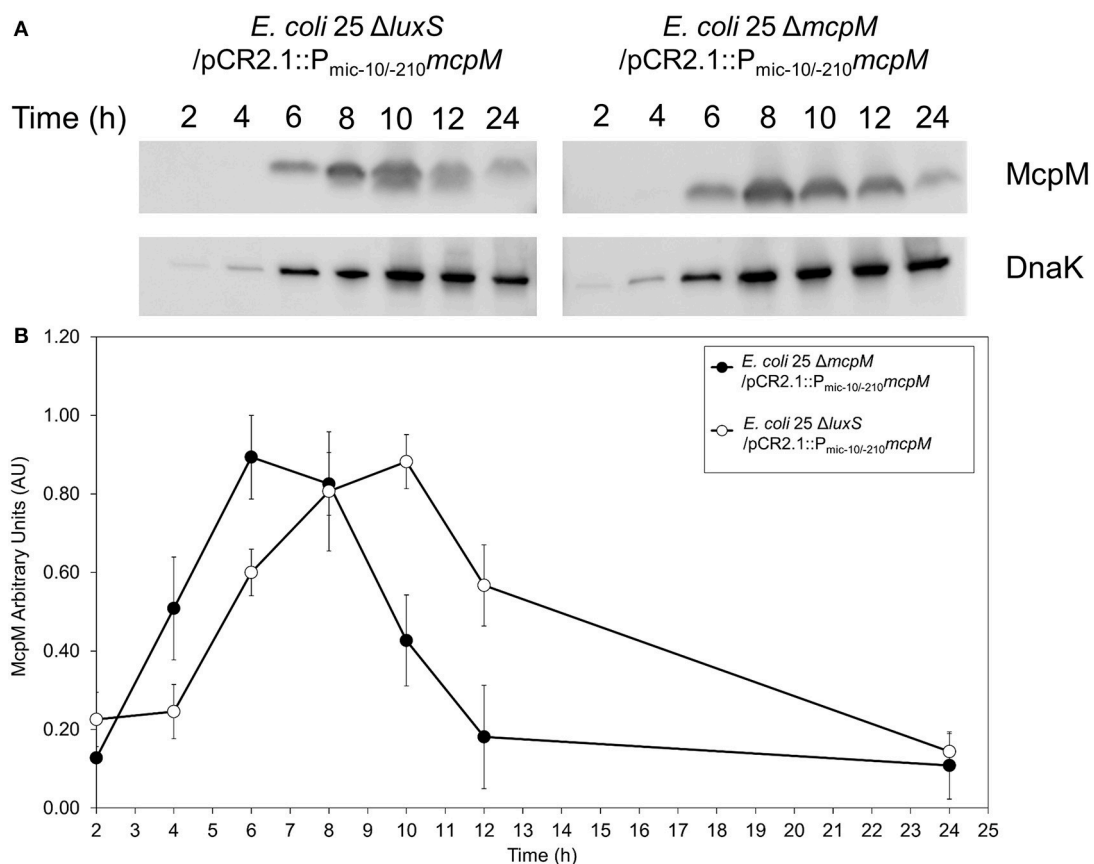 A
E. coli 25 ΔluxS
/pCR2.1::Pmic-10/-210mcpM
E. coli 25 ΔmcpM
/pCR2.1::Pmic-10/-210mcpM
Time (h) 2 4 6 8 10 12 24 2 4 6 8 10 12 24
McpM
DnaK
B
1.20
1.00
0.80
0.60
0.40
0.20
0.00
McpM Arbitrary Units (AU)
E. coli 25 ΔmcpM
/pCR2.1::Pmic-10/-210mcpM
E. coli 25 ΔluxS
/pCR2.1::Pmic-10/-210mcpM
2 3 4 5 6 7 8 9 10 11 12 13 14 15 16 17 18 19 20 21 22 23 24 25
Time (h)